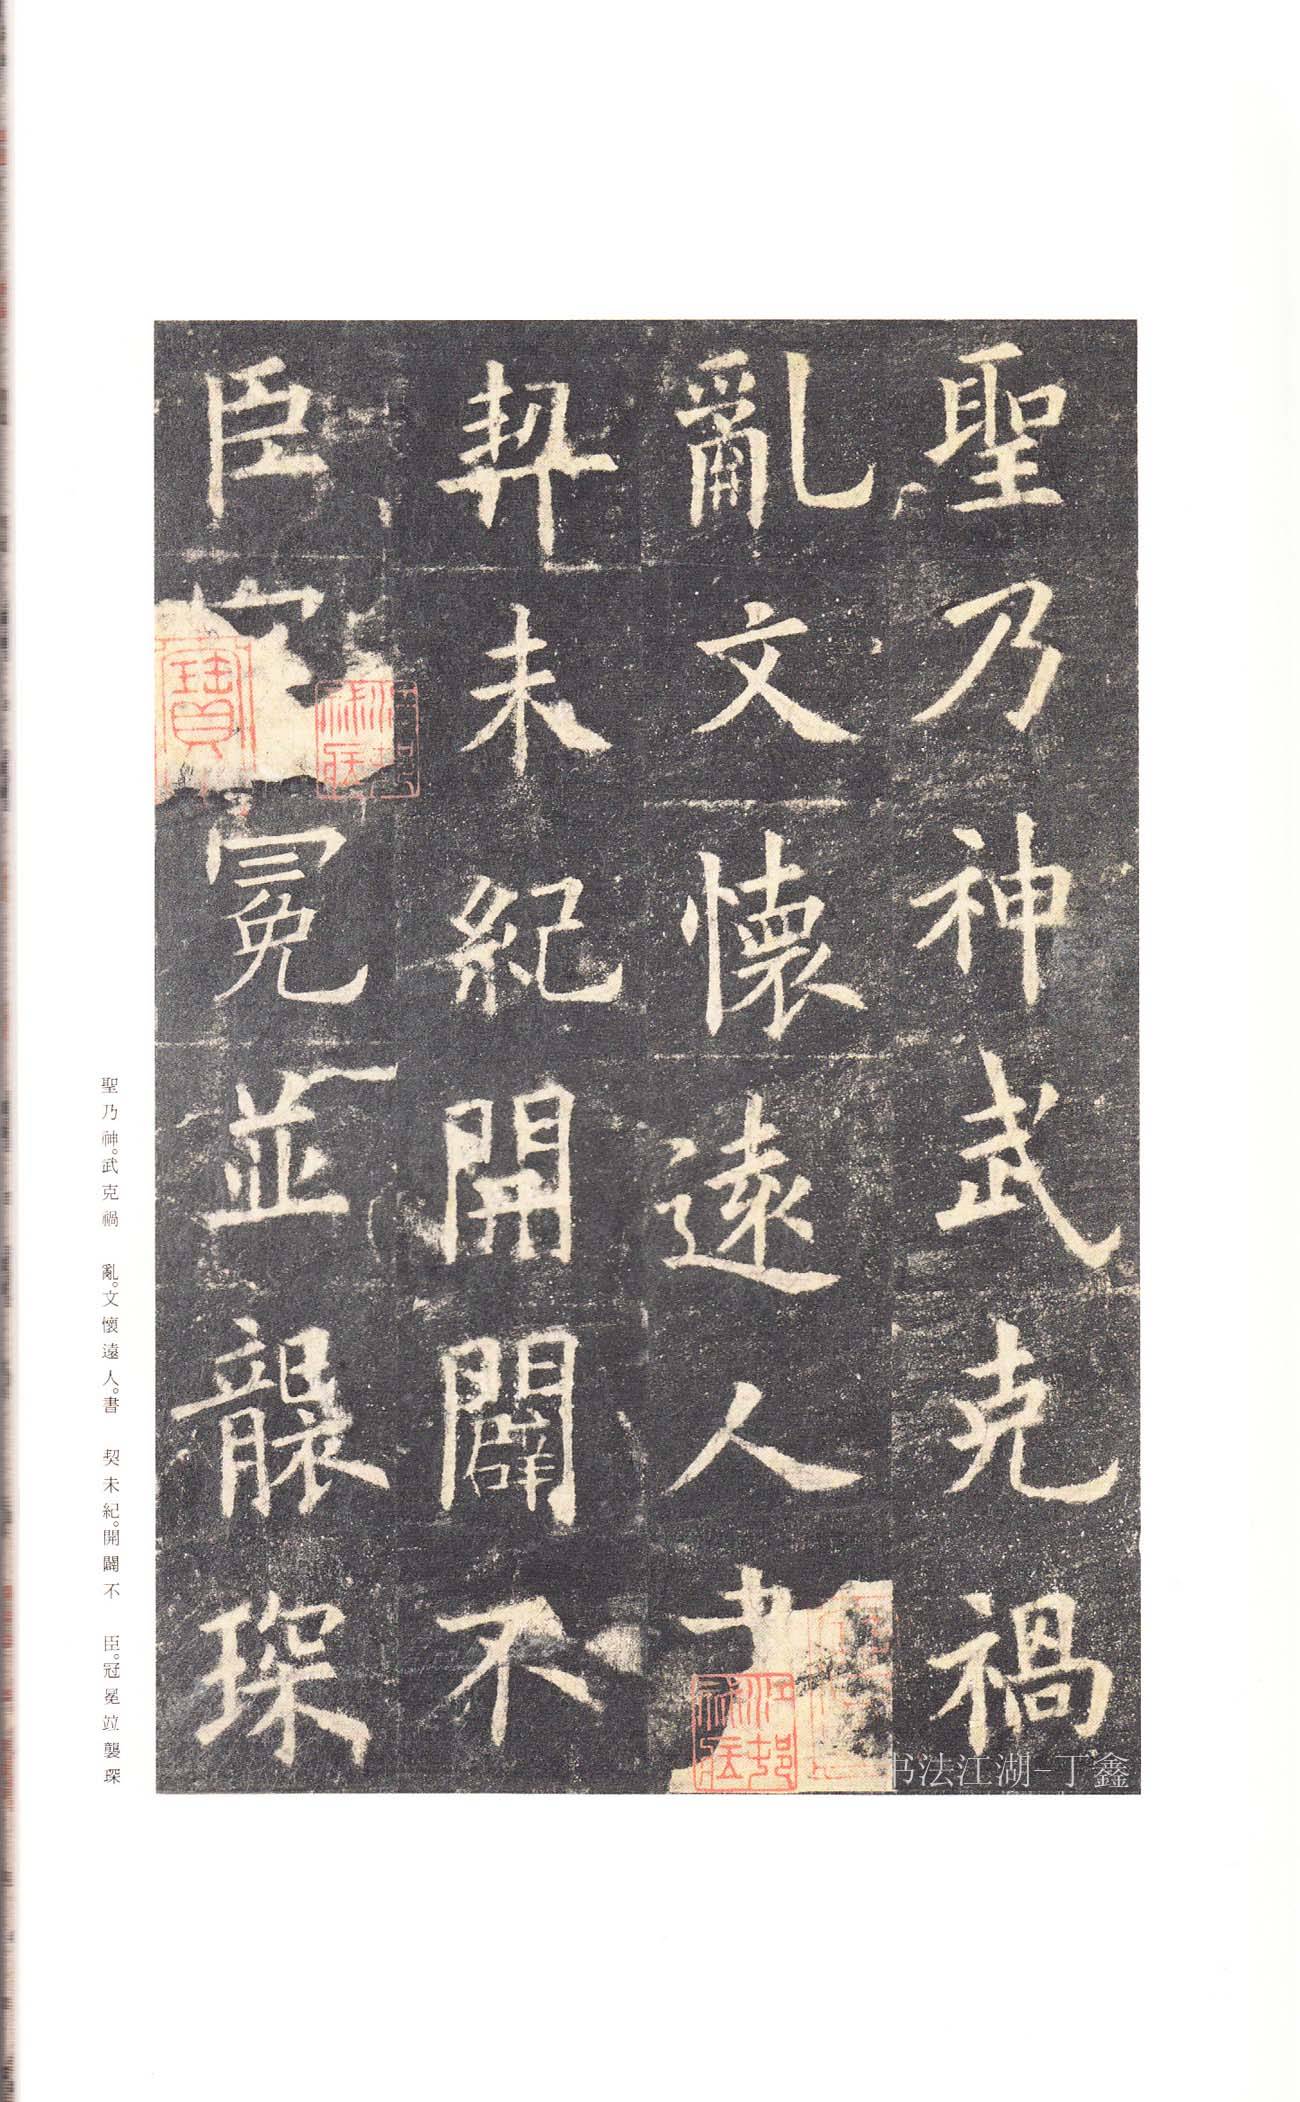 聖乃神武克禍
亂文懷遠人
契未紀開闢不
臣冕並襲琛
聖乃神。武克禍 亂。文懷遠人。書 契未紀。開闢不 臣。冠冕竝襲琛
书法江湖-丁鑫